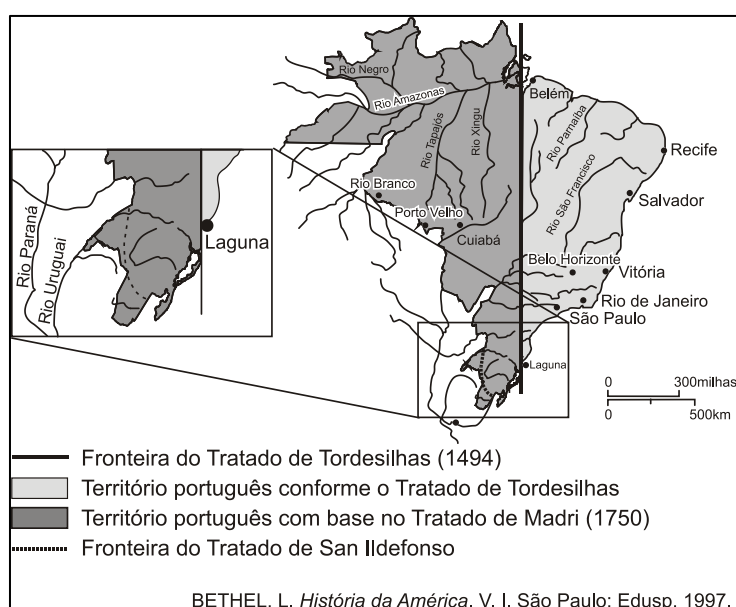 Rio Negro
Rio Amazonas
Belém
Rio Tapajós
Rio Xingu
Rio Parnaíba
Recife
Rio São Francisco
Rio Branco
Salvador
Porto Velho
Cuiabá
Rio Paraná
Rio Uruguai
Laguna
Belo Horizonte
Vitória
Rio de Janeiro
São Paulo
Laguna
0 300milhas
0 500km
Fronteira do Tratado de Tordesilhas (1494)
Território português conforme o Tratado de Tordesilhas
Território português com base no Tratado de Madri (1750)
Fronteira do Tratado de San Ildefonso
BETHEL, L. História da América. V. I. São Paulo: Edusp, 1997.